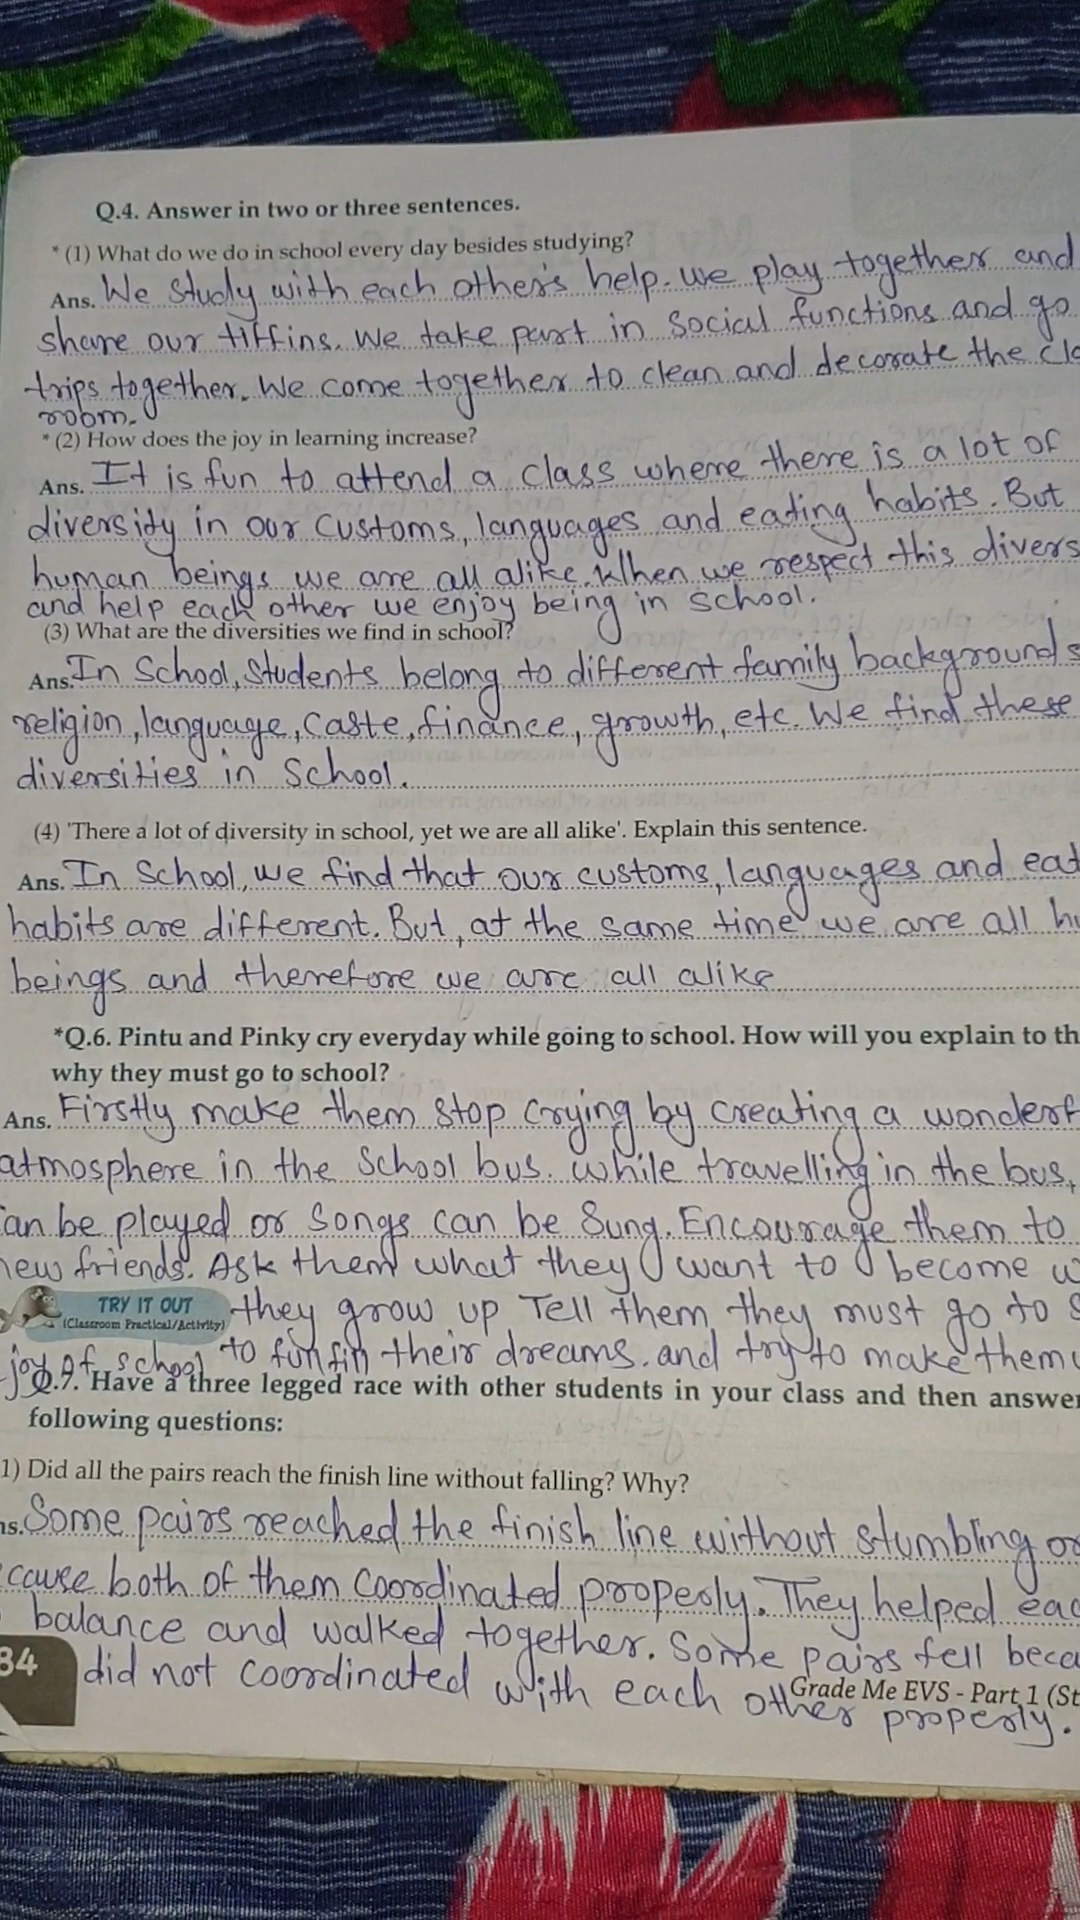 Q.4. Answer in two or three sentences.
* (1) What do we do in school every day besides studying?
Ans. We study with each other's help. we play together and
share our tiffins. We take part in social functions and go
trips together. We come together to clean and decorate the cla
room.
* (2) How does the joy in learning increase?
Ans. It is fun to attend a class where there is a lot of
diversity in our customs, languages and eating habits. But
human beings we are all alike. When we respect this divers
and help each other we enjoy being in school.
(3) What are the diversities we find in school?
Ans. In School, students belong to different family backgrounds
religion, language, caste, finance, growth, etc. We find these
diversities in School.
(4) 'There a lot of diversity in school, yet we are all alike'. Explain this sentence.
Ans. In School, we find that our customs, languages and eat
habits are different. But, at the same time we are all hu
beings and therefore we are all alike
*Q.6. Pintu and Pinky cry everyday while going to school. How will you explain to th
why they must go to school?
Ans. Firstly make them stop crying by creating a wonderf
atmosphere in the School bus. while travelling in the bus,
can be played or songs can be sung. Encourage them to
new friends. Ask them what they want to become w
TRY IT OUT
(Classroom Practical/Activity)
they grow up Tell them they must go to s
to fulfil their dreams. and try to make them
joy of school
Q.7. Have a three legged race with other students in your class and then answer
following questions:
1) Did all the pairs reach the finish line without falling? Why?
ns. Some pairs reached the finish line without stumbling or
cause both of them coordinated properly. They helped eac
balance and walked together. Some pairs fell beca
did not coordinated with each other properly.
84
Grade Me EVS - Part 1 (St